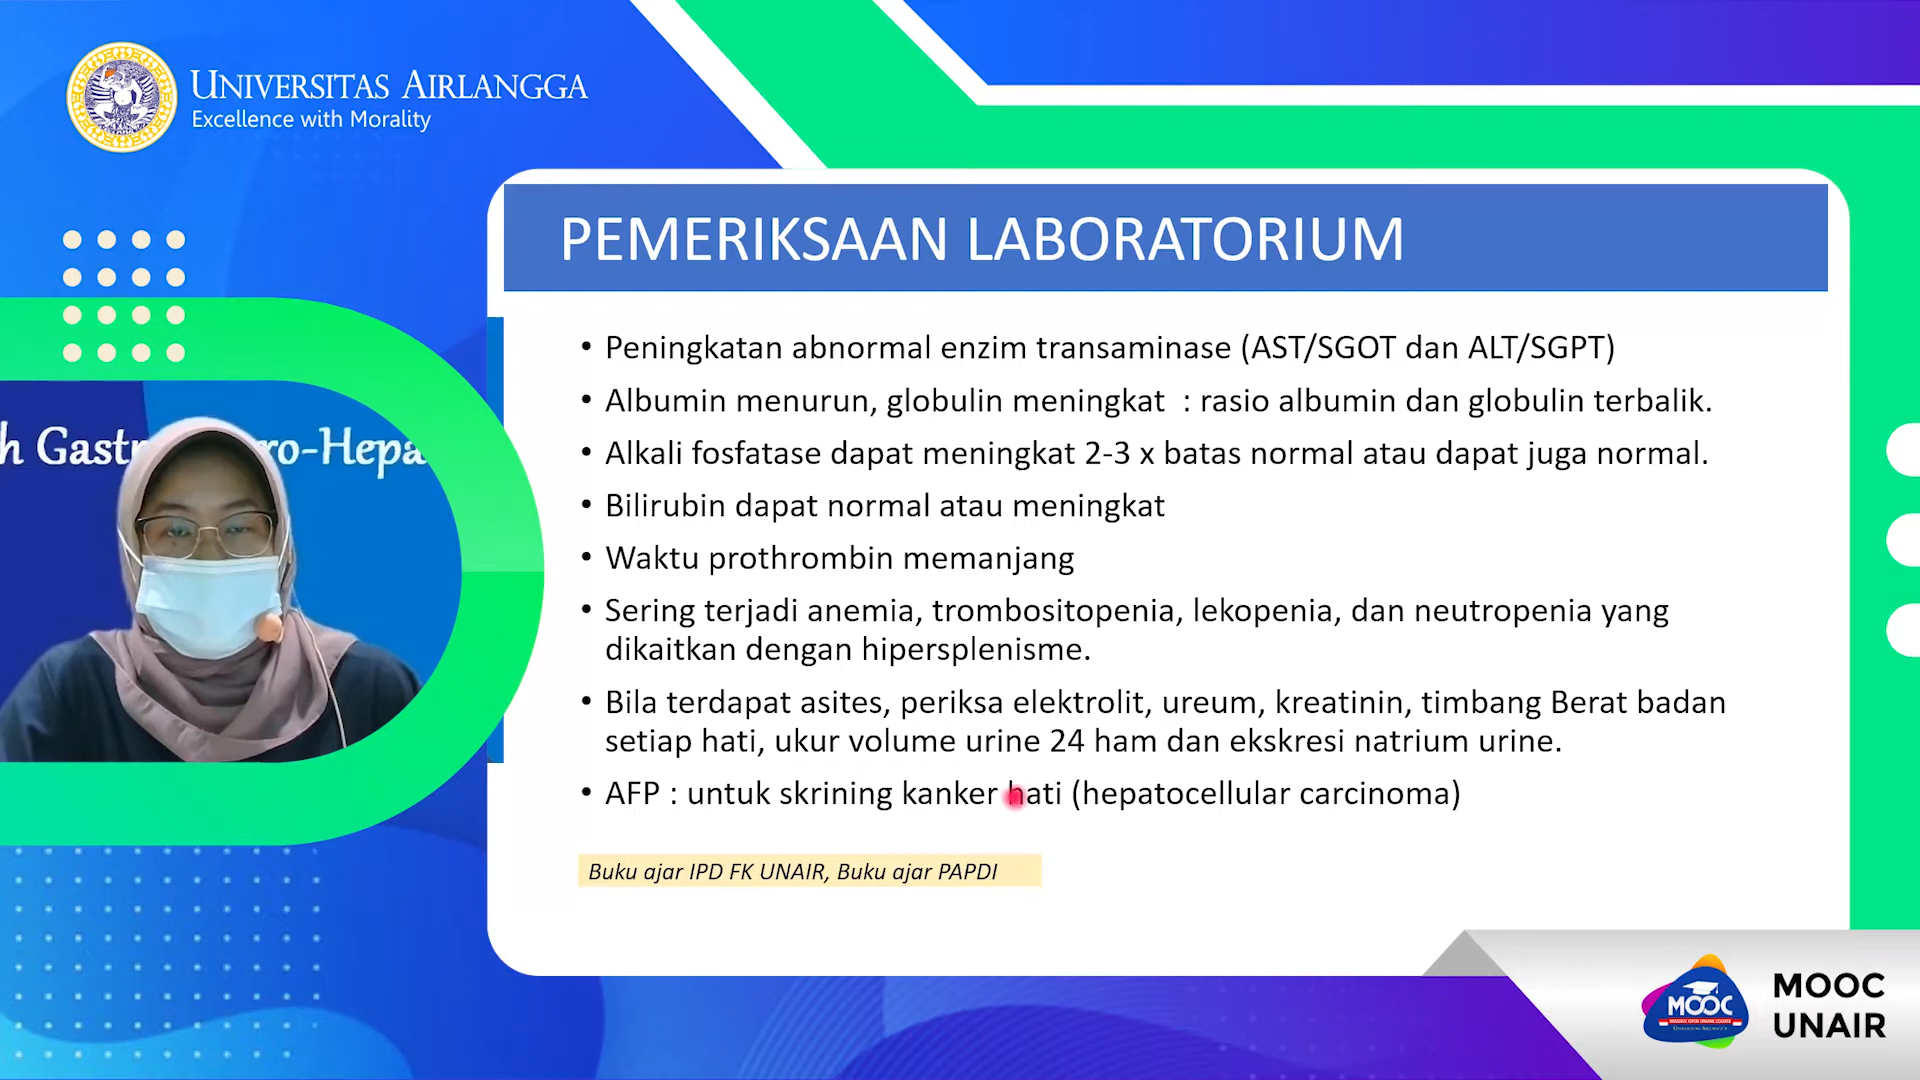 UNIVERSITAS AIRLANGGA
Excellence with Morality
PEMERIKSAAN LABORATORIUM
• Peningkatan abnormal enzim transaminase (AST/SGOT dan ALT/SGPT)
• Albumin menurun, globulin meningkat : rasio albumin dan globulin terbalik.
• Alkali fosfatase dapat meningkat 2-3 x batas normal atau dapat juga normal.
• Bilirubin dapat normal atau meningkat
• Waktu prothrombin memanjang
• Sering terjadi anemia, trombositopenia, lekopenia, dan neutropenia yang
dikaitkan dengan hipersplenisme.
• Bila terdapat asites, periksa elektrolit, ureum, kreatinin, timbang Berat badan
setiap hati, ukur volume urine 24 ham dan ekskresi natrium urine.
• AFP : untuk skrining kanker hati (hepatocellular carcinoma)
Buku ajar IPD FK UNAIR, Buku ajar PAPDI
h Gast ro-Hepa
MOOC
MOOC
UNAIR